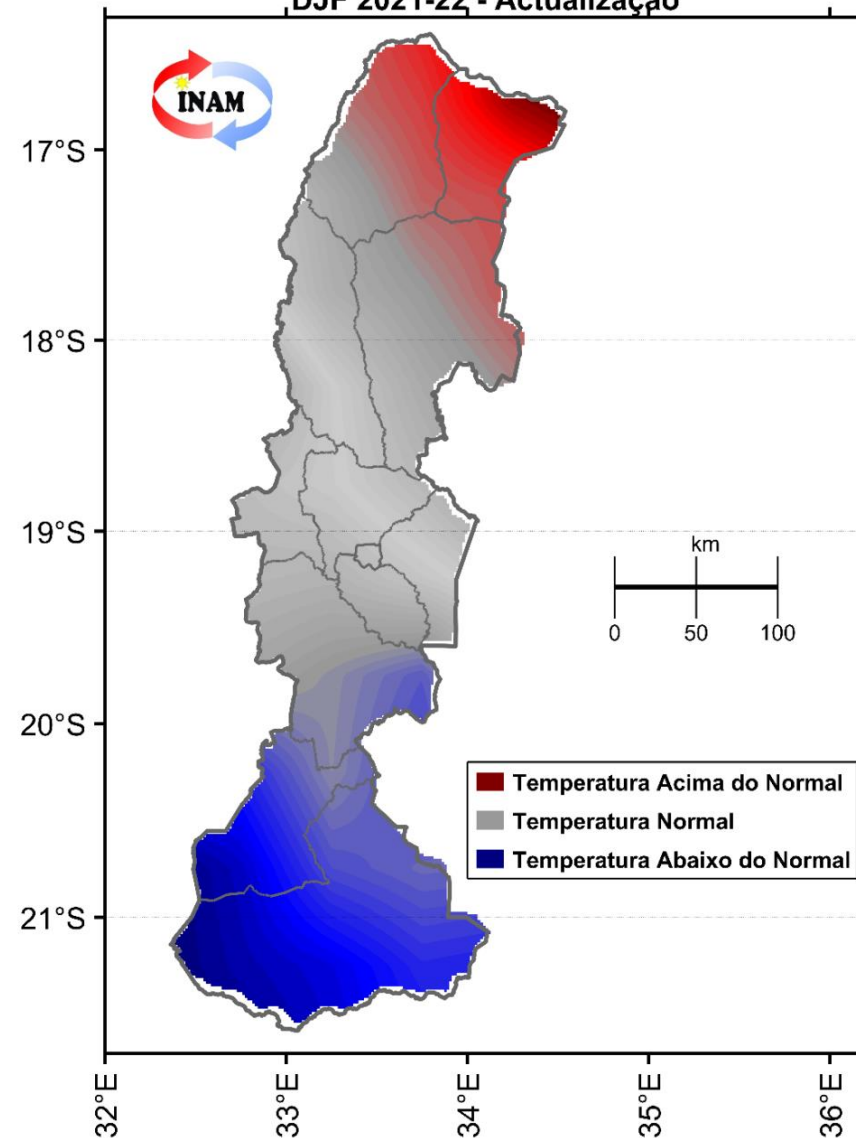 DJF 2021-22 - Actualização
INAM
17°S
18°S
19°S
20°S
21°S
km
0 50 100
Temperatura Acima do Normal
Temperatura Normal
Temperatura Abaixo do Normal
32°E
33°E
34°E
35°E
36°E